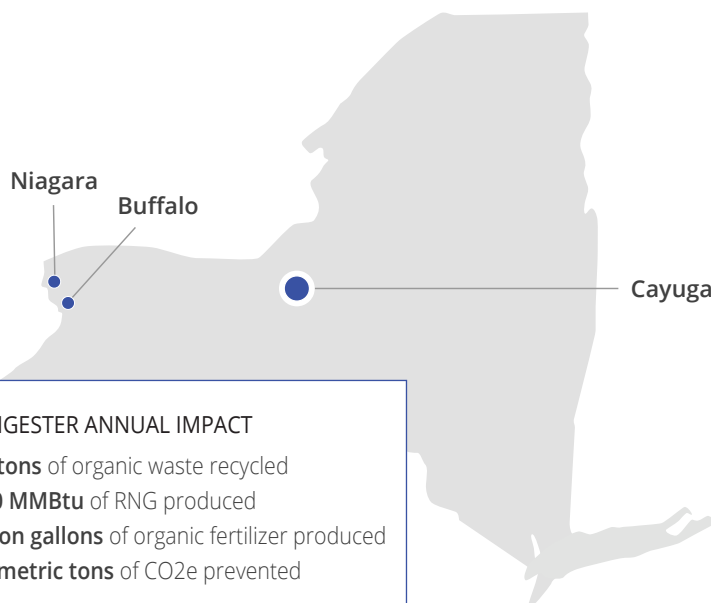 Niagara
Buffalo
Cayuga
IGESTER ANNUAL IMPACT
tons of organic waste recycled
0 MMBtu of RNG produced
on gallons of organic fertilizer produced
metric tons of CO2e prevented